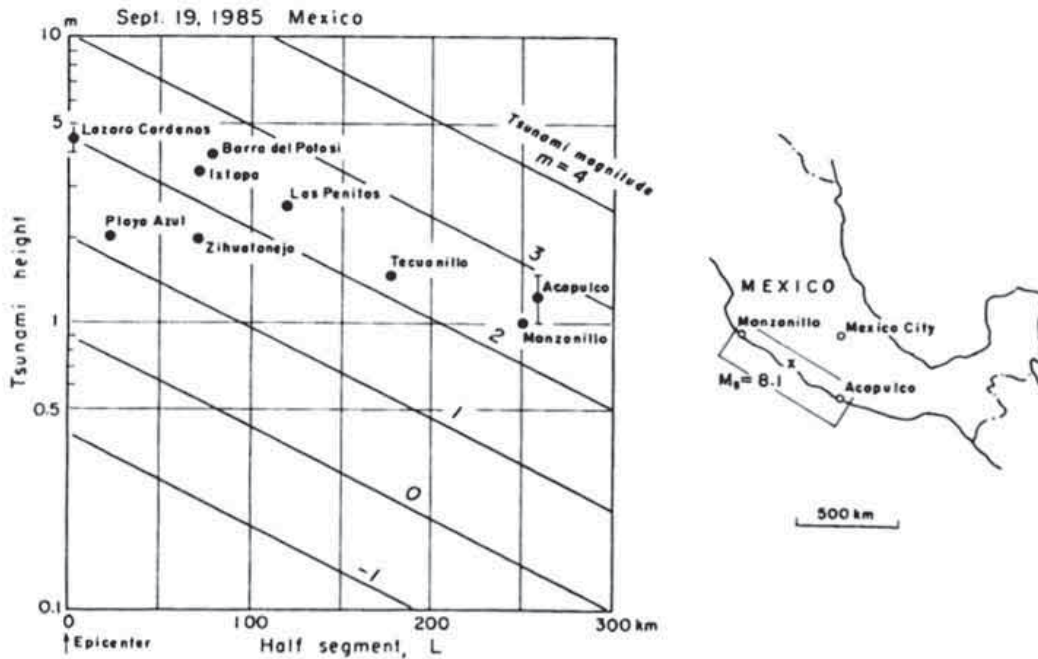 Sept. 19, 1985 Mexico
10 m
5
1
0.5
0.1
Tsunami height
Lazaro Cardenas
Barra del Potosi
Ixtapa
Las Penitas
Playa Azul
Zihuatanejo
Tecuanillo
Acapulco
Manzanillo
Tsunami magnitude
m = 4
3
2
1
0
-1
0
100
200
300 km
↑Epicenter
Half segment, L
MEXICO
Manzanillo
Mexico City
x
Ms = 8.1
Acapulco
500 km